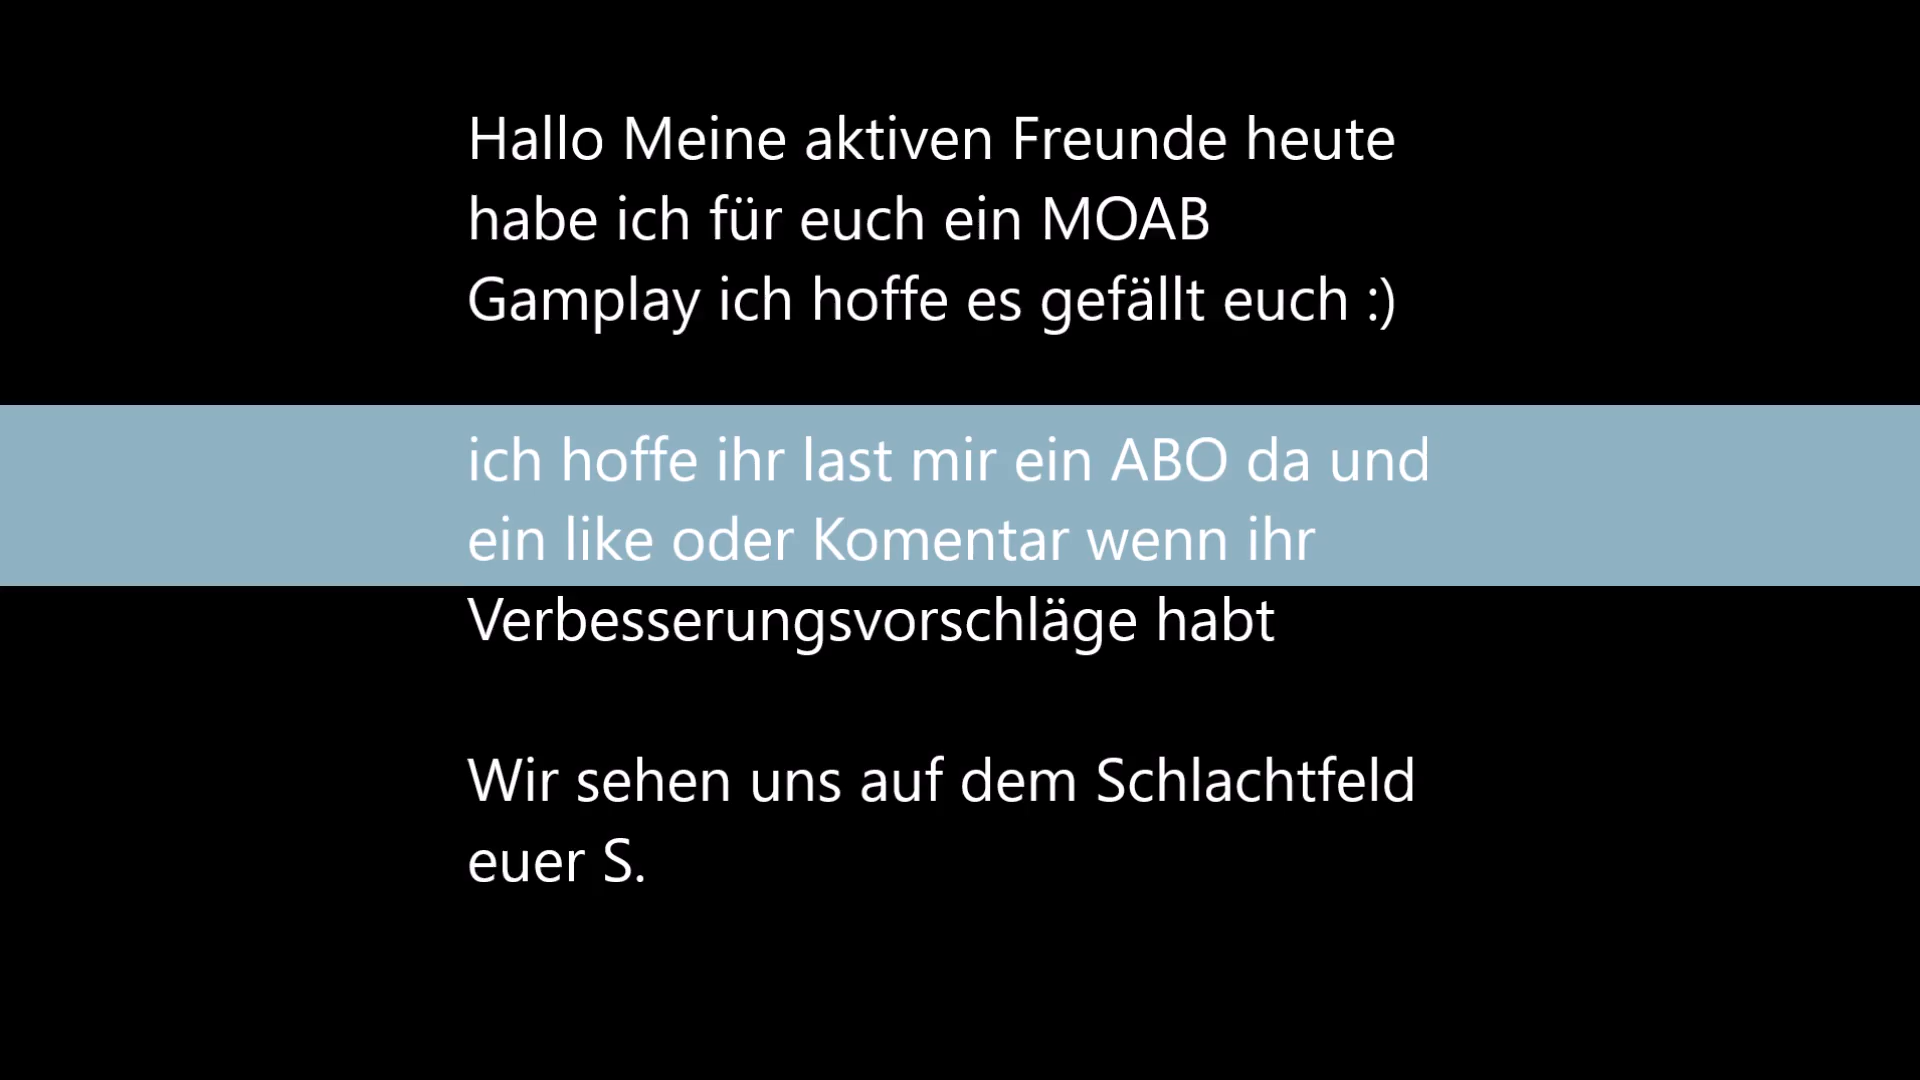 Hallo Meine aktiven Freunde heute
habe ich für euch ein MOAB
Gamplay ich hoffe es gefällt euch :)
ich hoffe ihr last mir ein ABO da und
ein like oder Komentar wenn ihr
Verbesserungsvorschläge habt
Wir sehen uns auf dem Schlachtfeld
euer S.